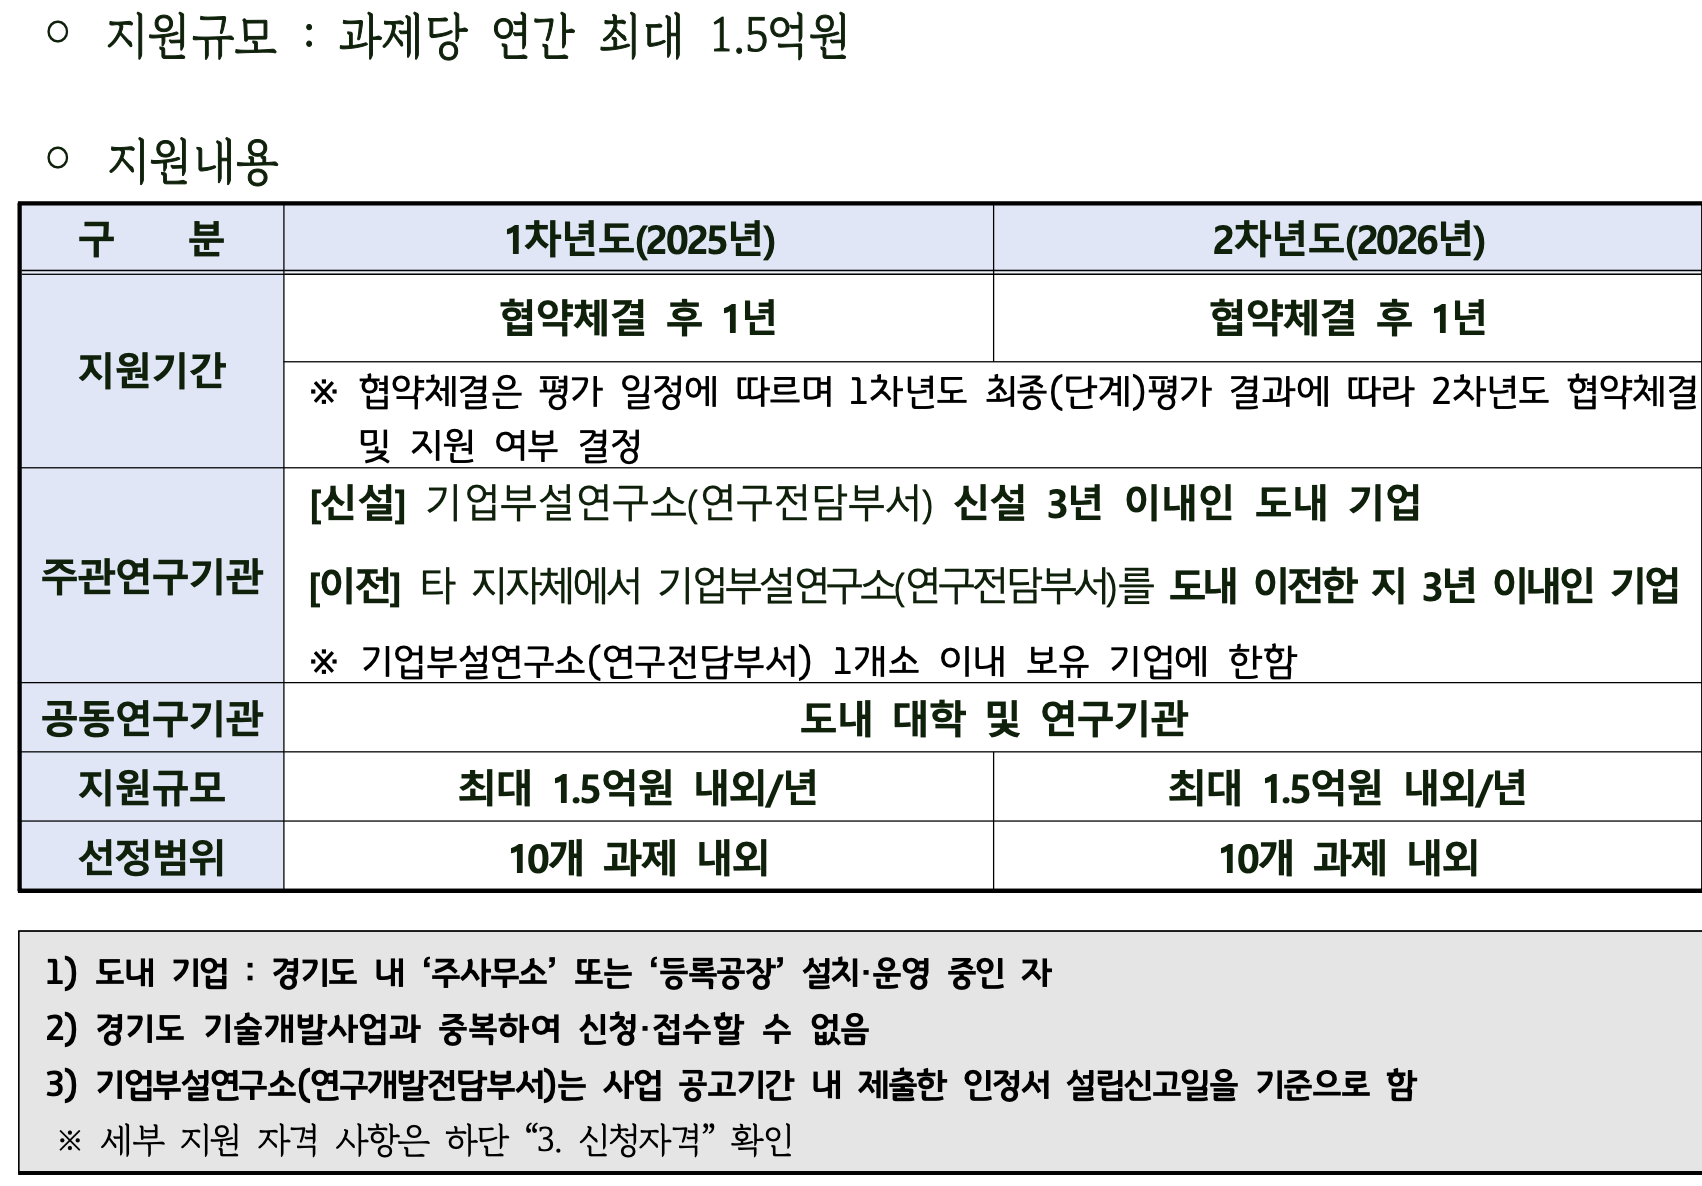 ○ 지원규모 : 과제당 연간 최대 1.5억원
○ 지원내용
구 분 1차년도(2025년) 2차년도(2026년)
지원기간 협약체결 후 1년 협약체결 후 1년
※ 협약체결은 평가 일정에 따르며 1차년도 최종(단계)평가 결과에 따라 2차년도 협약체결
및 지원 여부 결정
주관연구기관
[신설] 기업부설연구소(연구전담부서) 신설 3년 이내인 도내 기업
[이전] 타 지자체에서 기업부설연구소(연구전담부서)를 도내 이전한 지 3년 이내인 기업
※ 기업부설연구소(연구전담부서) 1개소 이내 보유 기업에 한함
공동연구기관 도내 대학 및 연구기관
지원규모 최대 1.5억원 내외/년 최대 1.5억원 내외/년
선정범위 10개 과제 내외 10개 과제 내외
1) 도내 기업 : 경기도 내 ‘주사무소’ 또는 ‘등록공장’ 설치·운영 중인 자
2) 경기도 기술개발사업과 중복하여 신청·접수할 수 없음
3) 기업부설연구소(연구개발전담부서)는 사업 공고기간 내 제출한 인정서 설립신고일을 기준으로 함
※ 세부 지원 자격 사항은 하단 “3. 신청자격” 확인